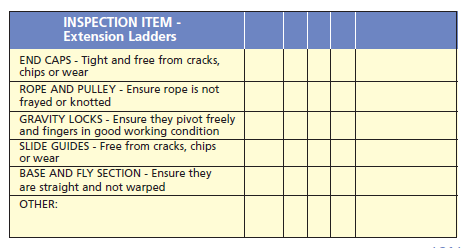 INSPECTION ITEM -
Extension Ladders
END CAPS - Tight and free from cracks,
chips or wear
ROPE AND PULLEY - Ensure rope is not
frayed or knotted
GRAVITY LOCKS - Ensure they pivot freely
and fingers in good working condition
SLIDE GUIDES - Free from cracks, chips
or wear
BASE AND FLY SECTION - Ensure they
are straight and not warped
OTHER: